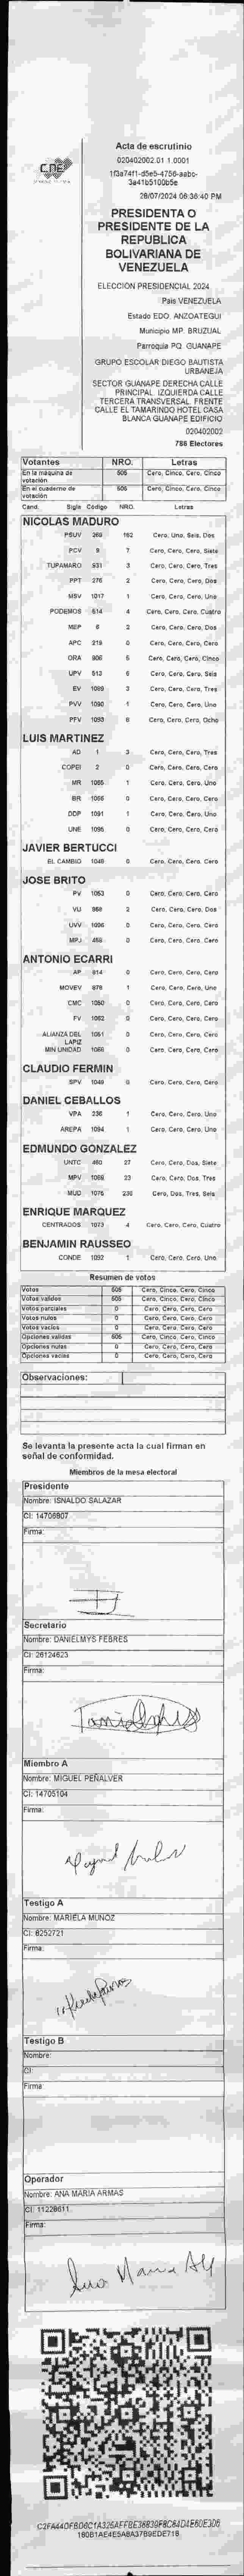 CNE
Acta de escrutinio
020402002.01.1.0001
1f3a74f1-d5e5-4756-aabc-
3a41b5100b5e
28/07/2024 06:36:40 PM
PRESIDENTA O
PRESIDENTE DE LA
REPUBLICA
BOLIVARIANA DE
VENEZUELA
ELECCION PRESIDENCIAL 2024
Pais VENEZUELA
Estado EDO. ANZOATEGUI
Municipio MP. BRUZUAL
Parroquia PQ. GUANAPE
GRUPO ESCOLAR DIEGO BAUTISTA
URBANEJA
SECTOR GUANAPE DERECHA CALLE
PRINCIPAL. IZQUIERDA CALLE
TERCERA TRANSVERSAL. FRENTE
CALLE EL TAMARINDO HOTEL CASA
BLANCA GUANAPE EDIFICIO
020402002
786 Electores
Votantes NRO. Letras
En la maquina de votación 505 Cero, Cinco, Cero, Cinco
En el cuaderno de votación 505 Cero, Cinco, Cero, Cinco
Cand. Sigla Código NRO. Letras
NICOLAS MADURO
PSUV 269 162 Cero, Uno, Seis, Dos
PCV 9 7 Cero, Cero, Cero, Siete
TUPAMARO 931 3 Cero, Cero, Cero, Tres
PPT 276 2 Cero, Cero, Cero, Dos
MSV 1017 1 Cero, Cero, Cero, Uno
PODEMOS 514 4 Cero, Cero, Cero, Cuatro
MEP 6 2 Cero, Cero, Cero, Dos
APC 219 0 Cero, Cero, Cero, Cero
ORA 906 5 Cero, Cero, Cero, Cinco
UPV 513 6 Cero, Cero, Cero, Seis
EV 1089 3 Cero, Cero, Cero, Tres
PVV 1090 1 Cero, Cero, Cero, Uno
PFV 1093 8 Cero, Cero, Cero, Ocho
LUIS MARTINEZ
AD 1 3 Cero, Cero, Cero, Tres
COPEI 2 0 Cero, Cero, Cero, Cero
MR 1065 1 Cero, Cero, Cero, Uno
BR 1056 0 Cero, Cero, Cero, Cero
DDP 1091 1 Cero, Cero, Cero, Uno
UNE 1095 0 Cero, Cero, Cero, Cero
JAVIER BERTUCCI
EL CAMBIO 1048 0 Cero, Cero, Cero, Cero
JOSE BRITO
PV 1053 0 Cero, Cero, Cero, Cero
VU 868 2 Cero, Cero, Cero, Dos
UVV 1096 0 Cero, Cero, Cero, Cero
MPJ 456 0 Cero, Cero, Cero, Cero
ANTONIO ECARRI
AP 814 0 Cero, Cero, Cero, Cero
MOVEV 878 1 Cero, Cero, Cero, Uno
CMC 1050 0 Cero, Cero, Cero, Cero
FV 1052 0 Cero, Cero, Cero, Cero
ALIANZA DEL LAPIZ 1051 0 Cero, Cero, Cero, Cero
MIN UNIDAD 1066 0 Cero, Cero, Cero, Cero
CLAUDIO FERMIN
SPV 1049 0 Cero, Cero, Cero, Cero
DANIEL CEBALLOS
VPA 236 1 Cero, Cero, Cero, Uno
AREPA 1094 1 Cero, Cero, Cero, Uno
EDMUNDO GONZALEZ
UNTC 460 27 Cero, Cero, Dos, Siete
MPV 1068 23 Cero, Cero, Dos, Tres
MUD 1076 236 Cero, Dos, Tres, Seis
ENRIQUE MARQUEZ
CENTRADOS 1073 4 Cero, Cero, Cero, Cuatro
BENJAMIN RAUSSEO
CONDE 1092 1 Cero, Cero, Cero, Uno
Resumen de votos
Votos 505 Cero, Cinco, Cero, Cinco
Votos validos 505 Cero, Cinco, Cero, Cinco
Votos parciales 0 Cero, Cero, Cero, Cero
Votos nulos 0 Cero, Cero, Cero, Cero
Votos vacios 0 Cero, Cero, Cero, Cero
Opciones validas 505 Cero, Cinco, Cero, Cinco
Opciones nulas 0 Cero, Cero, Cero, Cero
Opciones vacias 0 Cero, Cero, Cero, Cero
Observaciones:
Se levanta la presente acta la cual firman en
señal de conformidad.
Miembros de la mesa electoral
Presidente
Nombre: ISNALDO SALAZAR
CI: 14706807
Firma:
Secretario
Nombre: DANIELMYS FEBRES
CI: 26124623
Firma:
Miembro A
Nombre: MIGUEL PEÑALVER
CI: 14705104
Firma:
Testigo A
Nombre: MARIELA MUNOZ
CI: 8252721
Firma:
Testigo B
Nombre:
CI:
Firma:
Operador
Nombre: ANA MARIA ARMAS
CI: 11228611
Firma:
C2FA44DFBD6C1A325AFFBE38839F8C84D4E60E3D6
180B1AE4E5A8A37B9EDE718